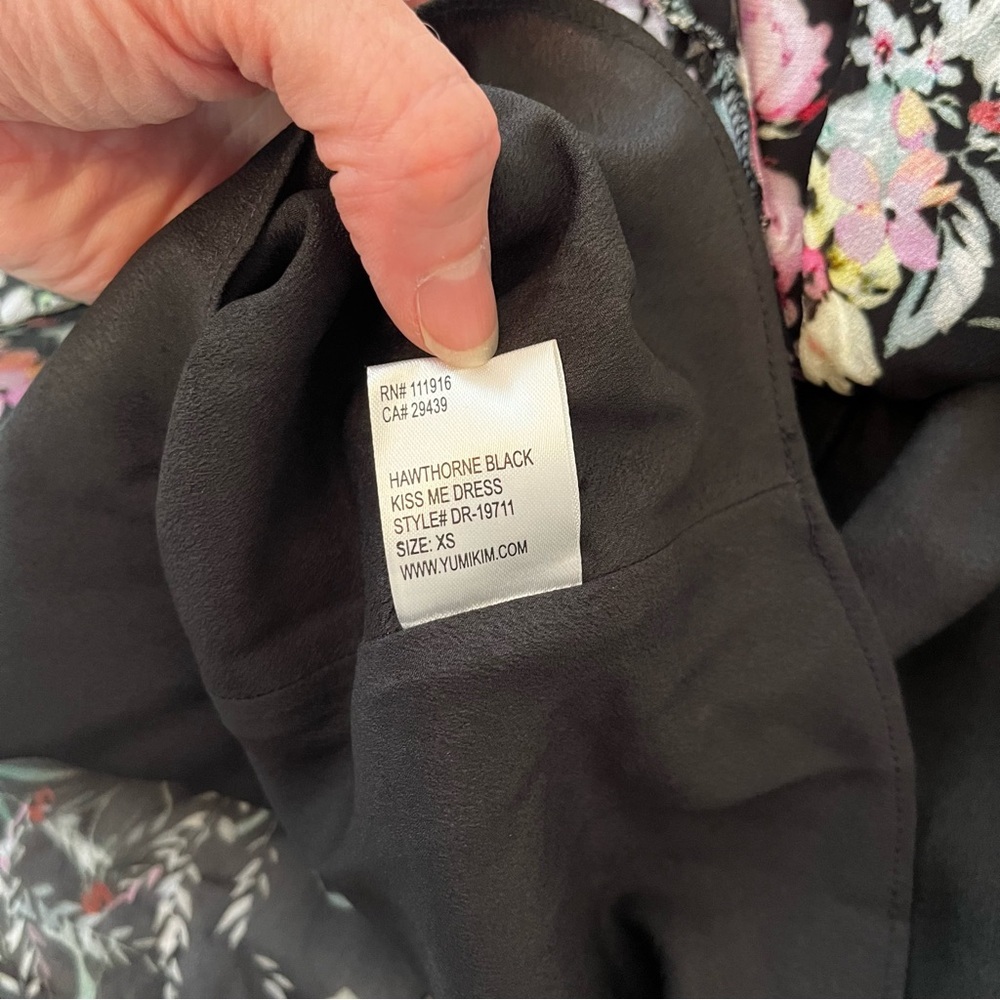 RN# 111916
CA# 29439
HAWTHORNE BLACK
KISS ME DRESS
STYLE# DR-19711
SIZE: XS
WWW.YUMIKIM.COM